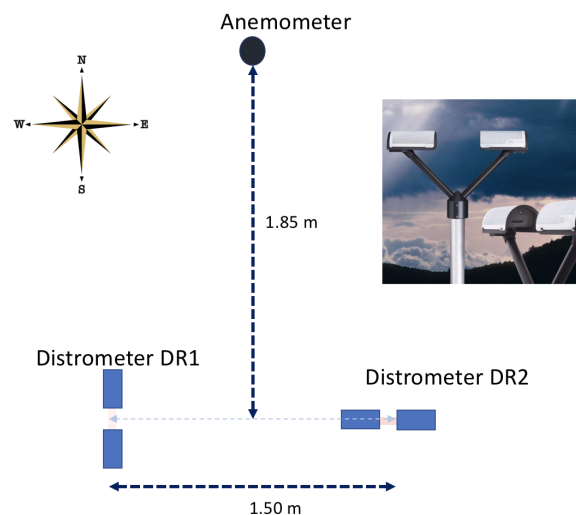 Anemometer
N
W
E
S
1.85 m
Distrometer DR1
Distrometer DR2
1.50 m